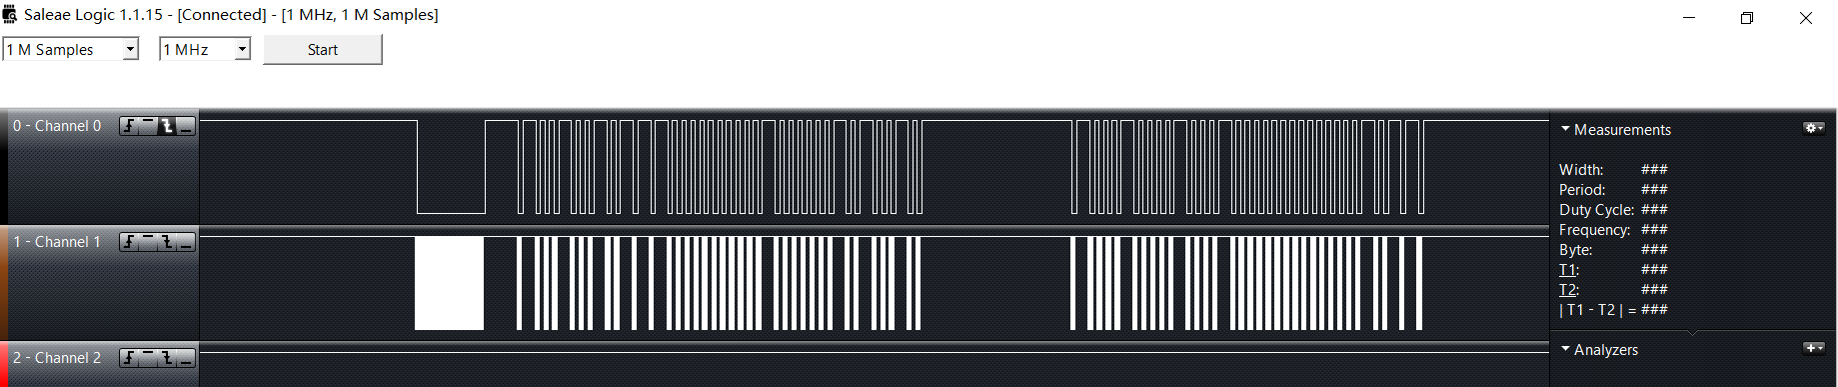 Saleae Logic 1.1.15 - [Connected] - [1 MHz, 1 M Samples]
1 M Samples 1 MHz Start
0 - Channel 0
Measurements
Width: ###
Period: ###
Duty Cycle: ###
Frequency: ###
1 - Channel 1
Byte: ###
T1: ###
T2: ###
| T1 - T2 | = ###
2 - Channel 2
Analyzers